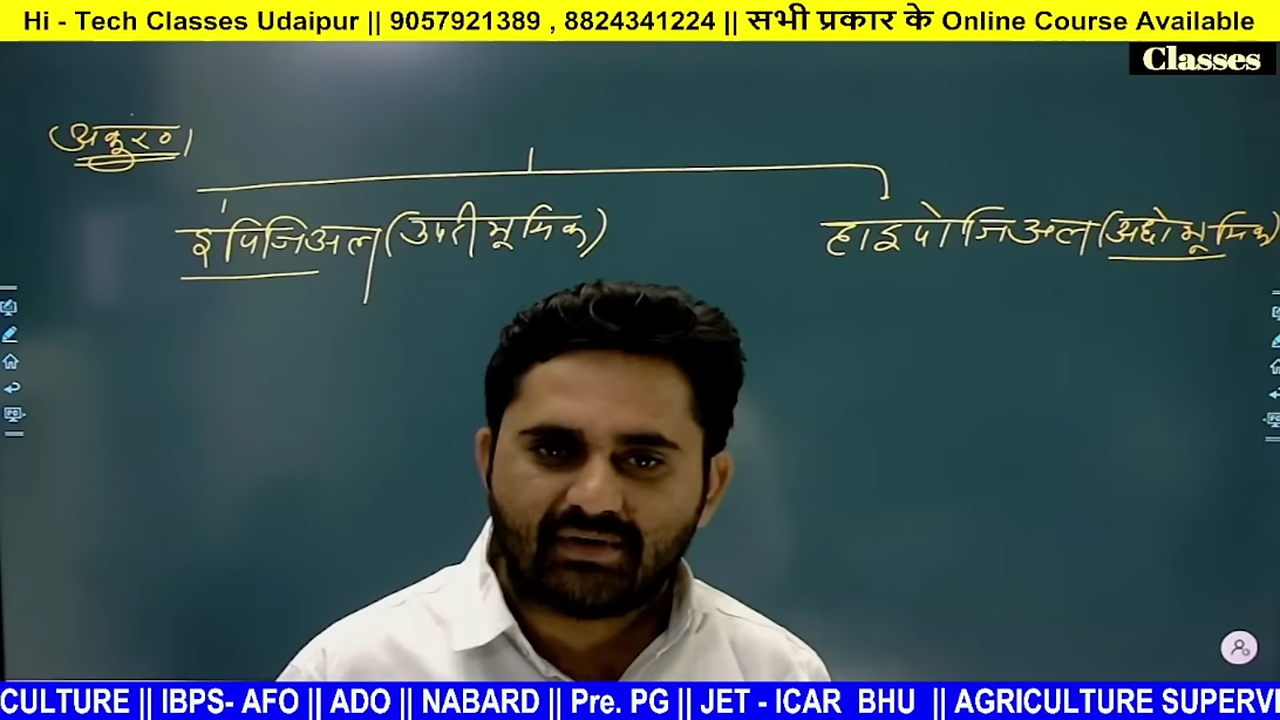 Hi - Tech Classes Udaipur || 9057921389 , 8824341224 || सभी प्रकार के Online Course Available
Classes
अंकुरण
इपिजिअल (उपरीभूमिक)
हाइपोजिअल (अधोभूमिक)
CULTURE || IBPS- AFO || ADO || NABARD || Pre. PG || JET - ICAR BHU || AGRICULTURE SUPERVI